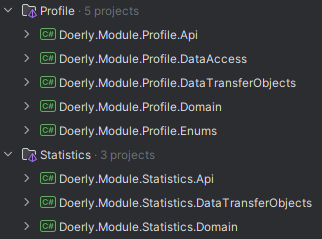 Profile · 5 projects
C# Doerly.Module.Profile.Api
C# Doerly.Module.Profile.DataAccess
C# Doerly.Module.Profile.DataTransferObjects
C# Doerly.Module.Profile.Domain
C# Doerly.Module.Profile.Enums
Statistics · 3 projects
C# Doerly.Module.Statistics.Api
C# Doerly.Module.Statistics.DataTransferObjects
C# Doerly.Module.Statistics.Domain